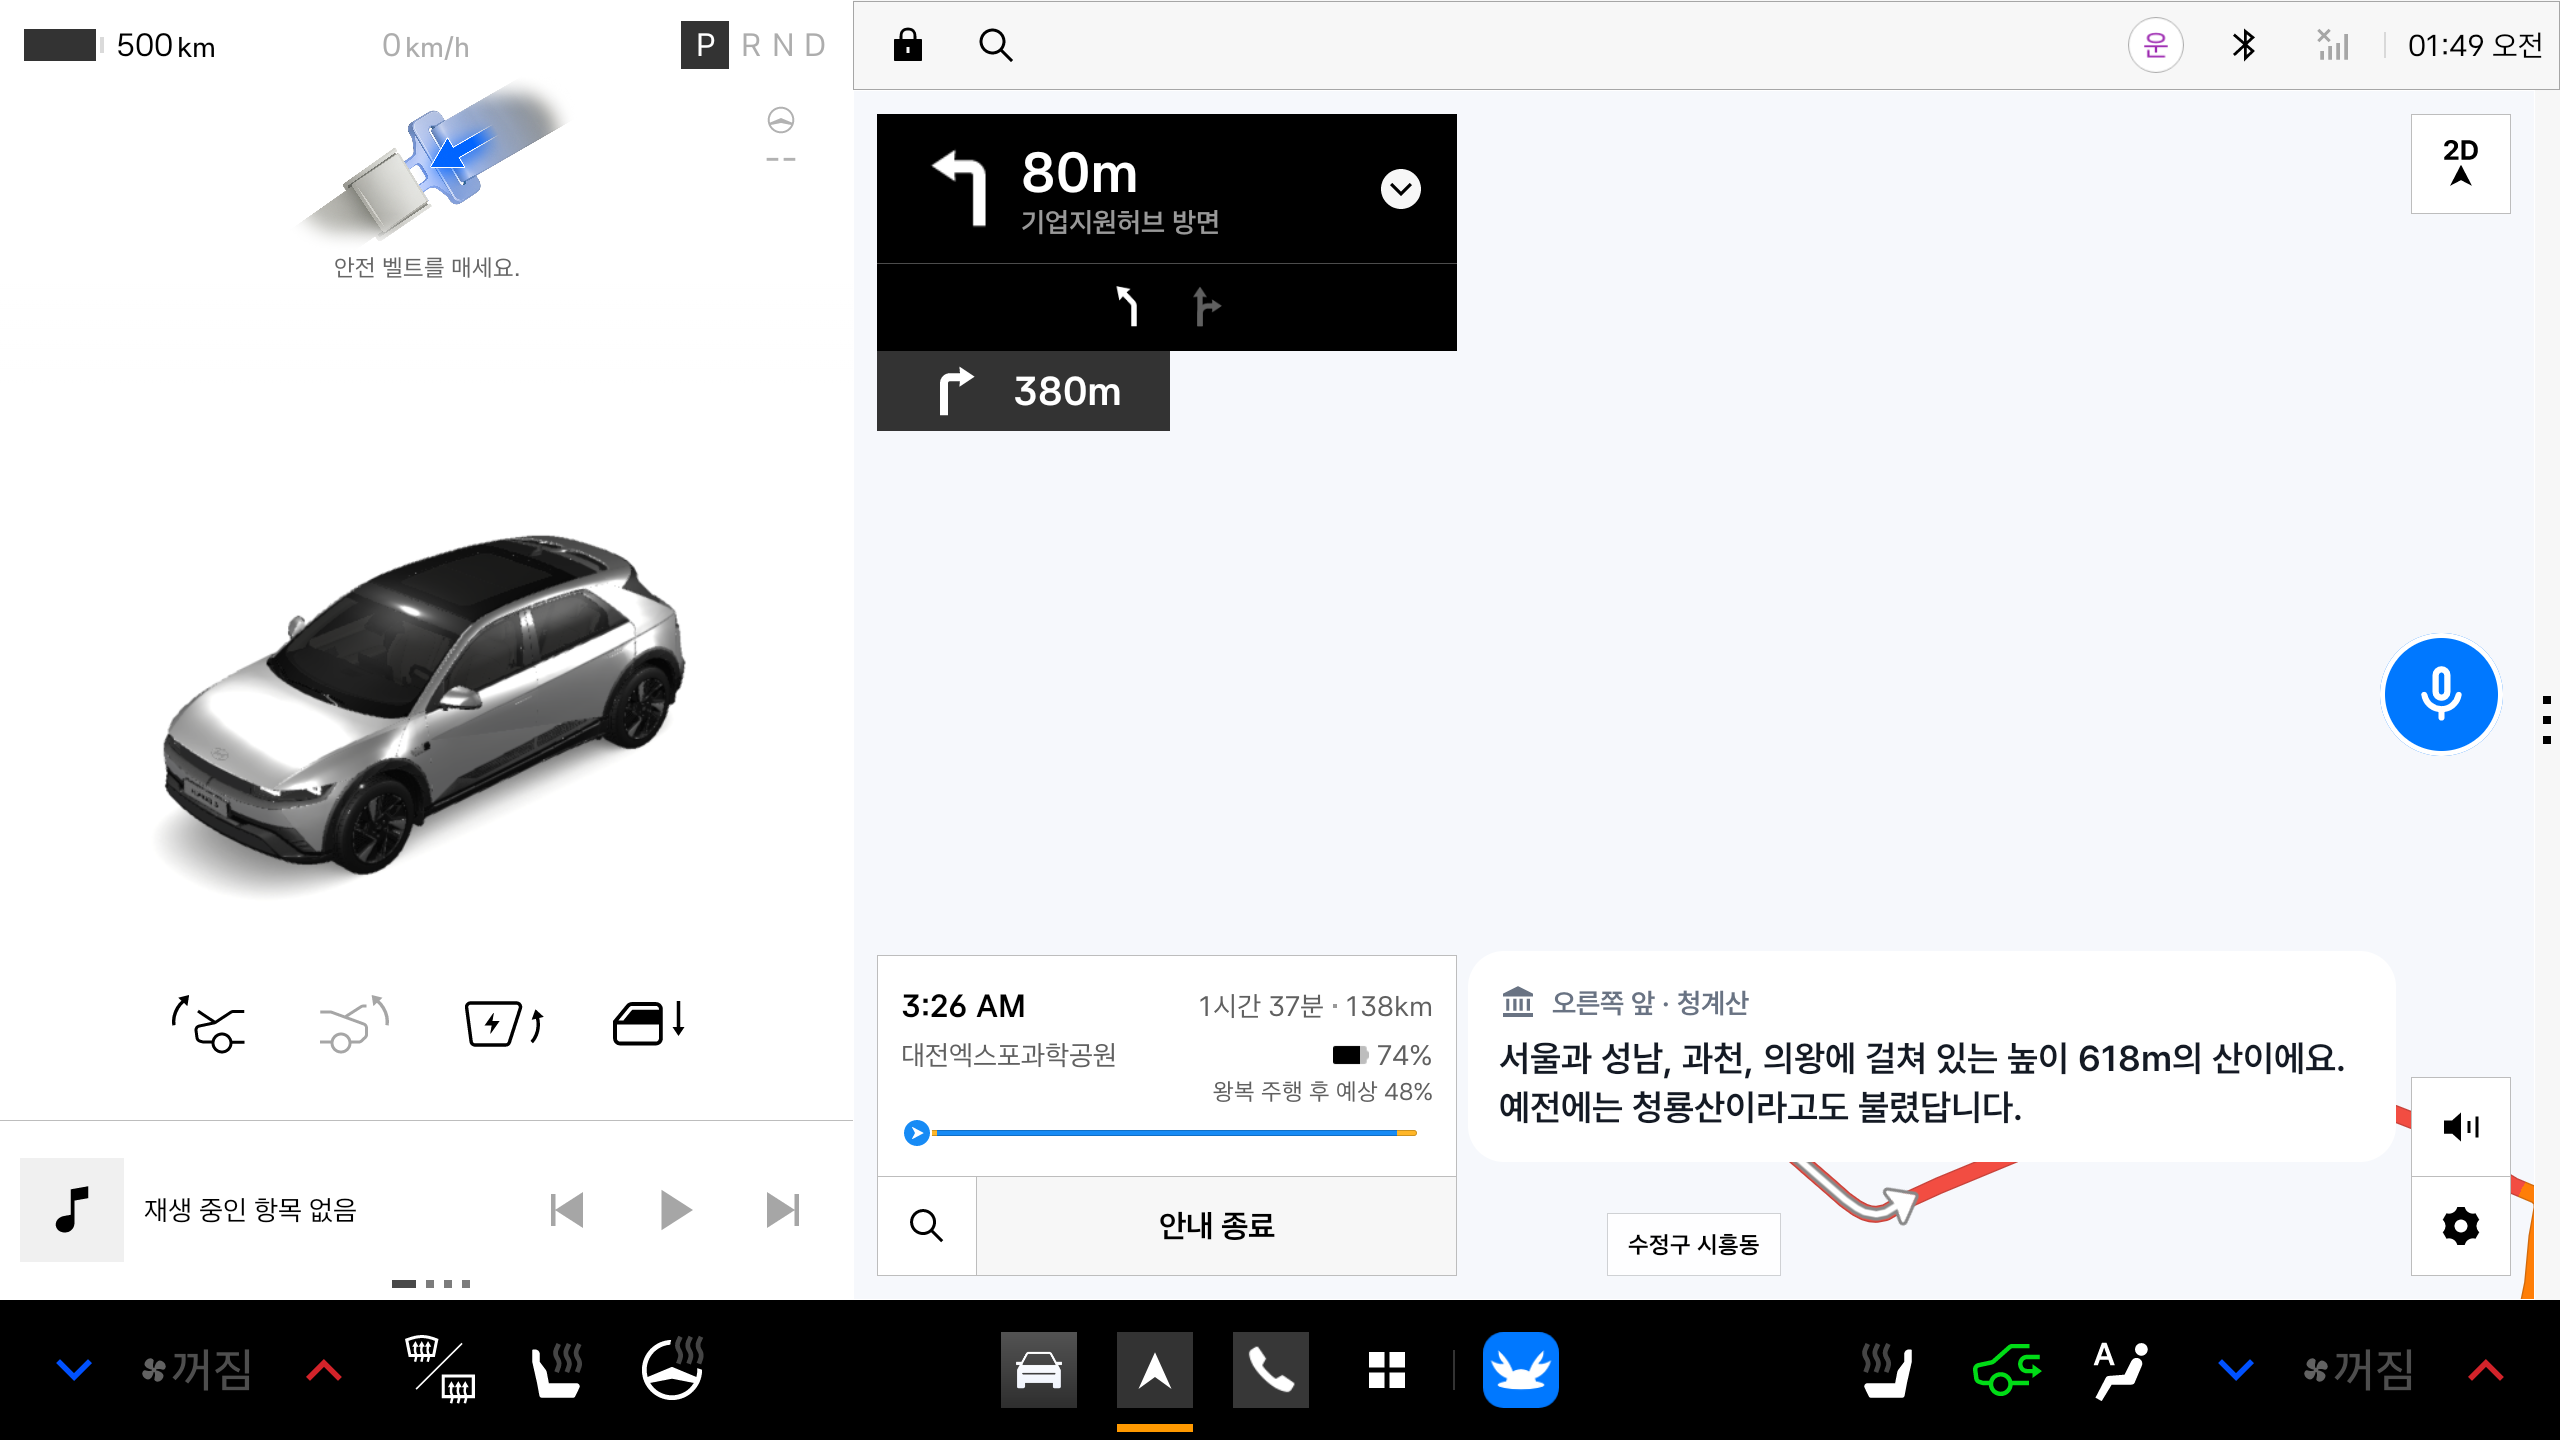 500 km
0 km/h
P R N D
운
01:49 오전
안전 벨트를 매세요.
80m
기업지원허브 방면
380m
2D
3:26 AM
1시간 37분 · 138km
대전엑스포과학공원
74%
왕복 주행 후 예상 48%
안내 종료
오른쪽 앞 · 청계산
서울과 성남, 과천, 의왕에 걸쳐 있는 높이 618m의 산이에요.
예전에는 청룡산이라고도 불렸답니다.
수정구 시흥동
재생 중인 항목 없음
꺼짐
A
꺼짐